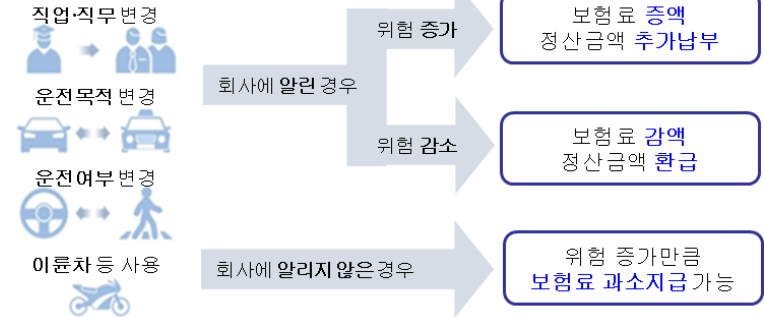 직업·직무 변경
운전목적 변경
운전여부 변경
이륜차 등 사용
회사에 알린 경우
위험 증가
보험료 증액
정산금액 추가납부
위험 감소
보험료 감액
정산금액 환급
회사에 알리지 않은 경우
위험 증가만큼
보험료 과소지급 가능